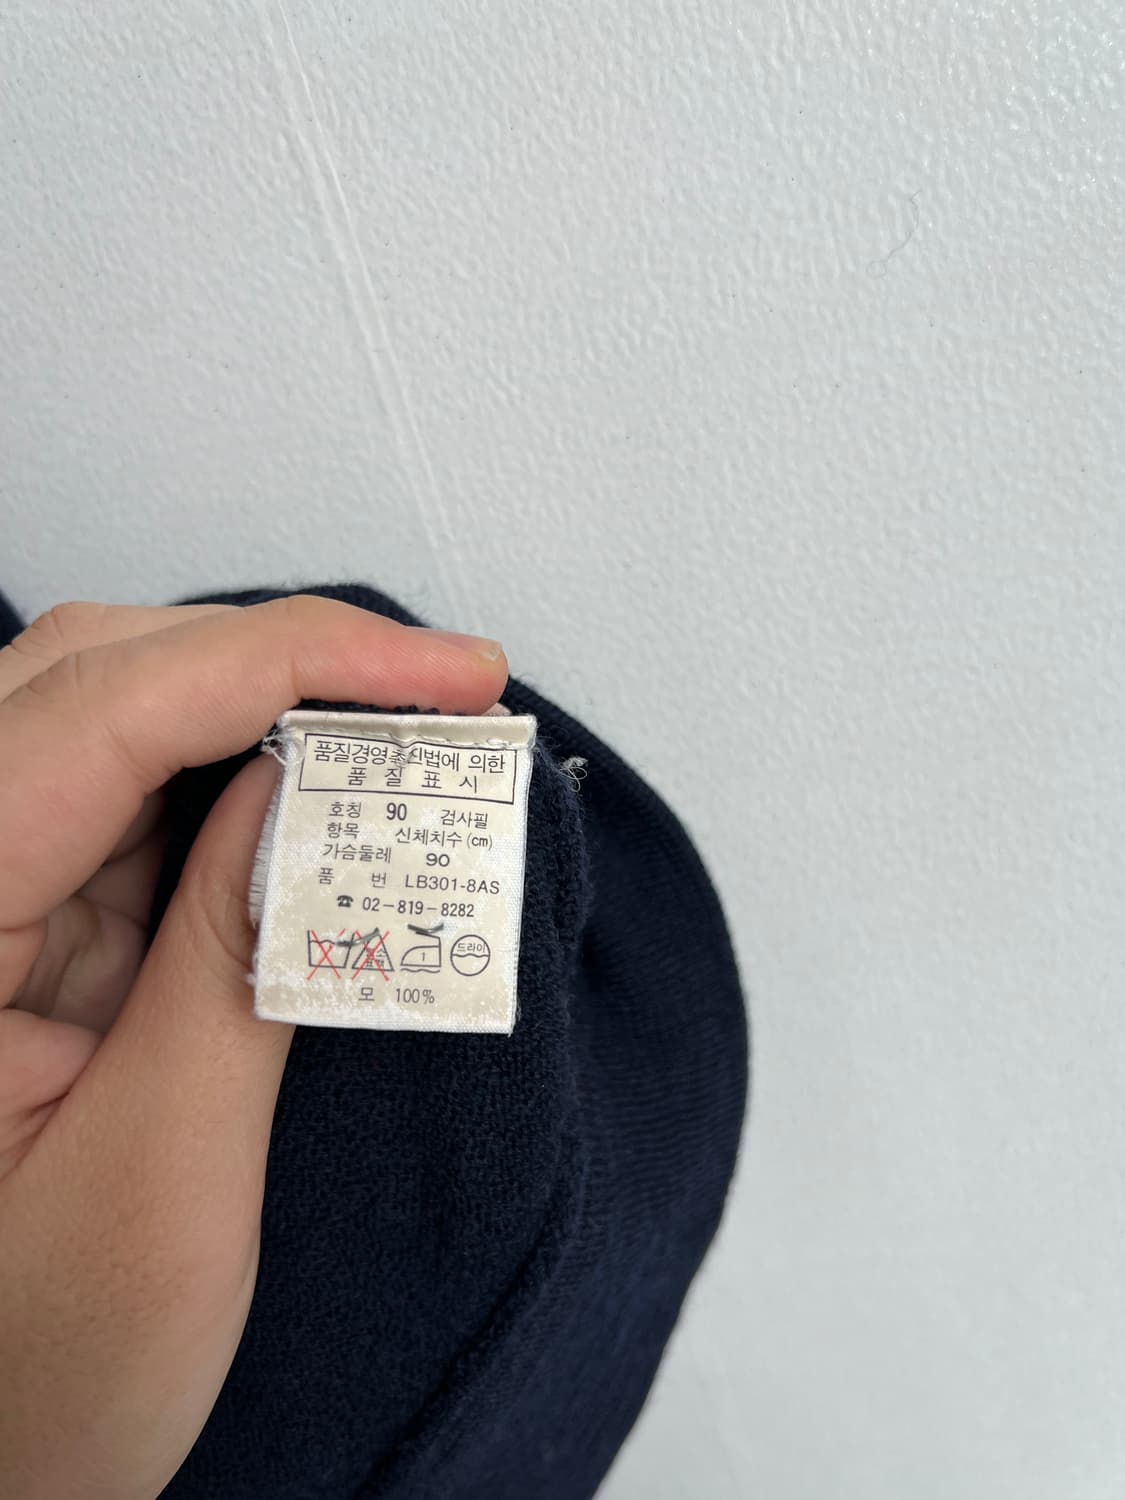 품질경영촉진법에 의한
품 질 표 시
호칭 90 검사필
항목 신체치수(cm)
가슴둘레 90
품 번 LB301-8AS
☎ 02-819-8282
드라이
모 100%